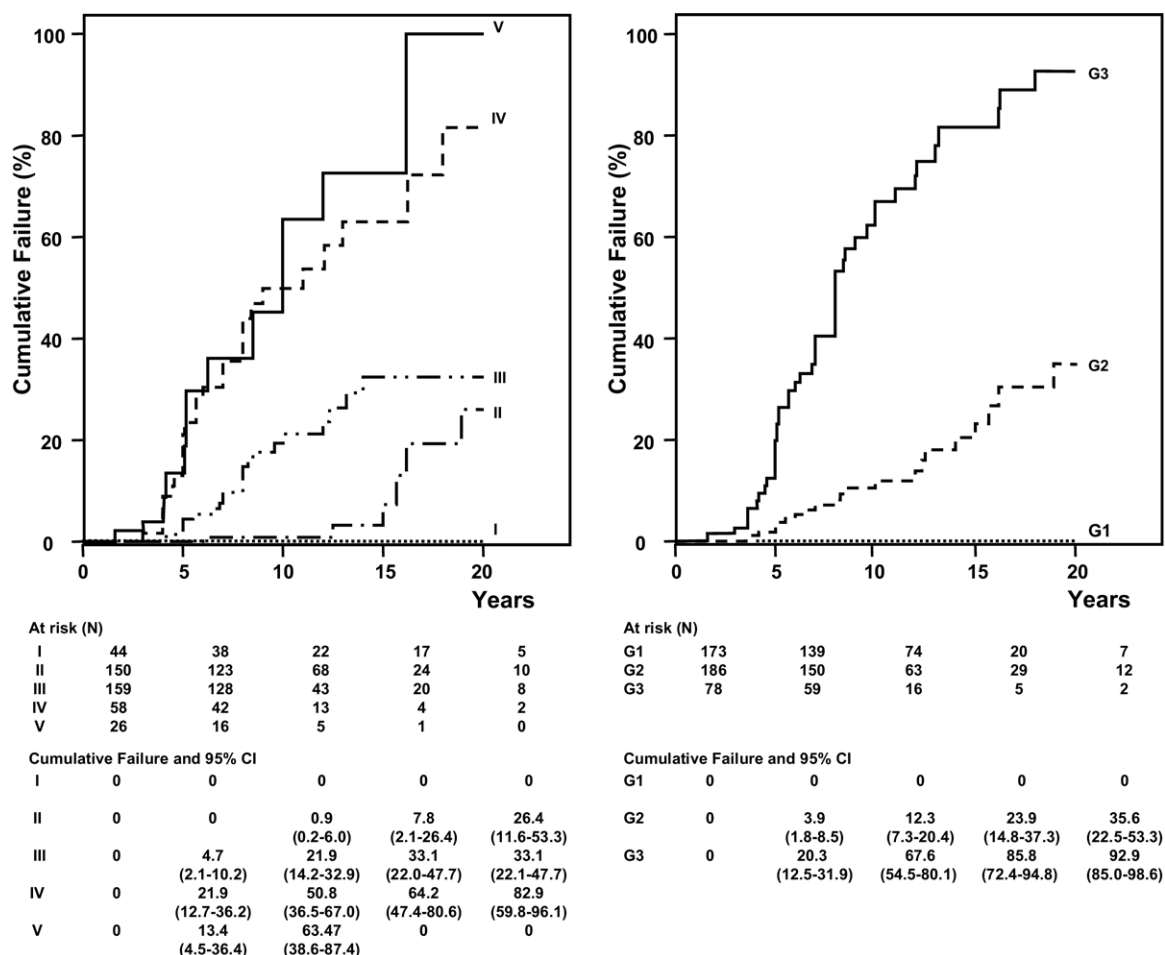 100
80
60
40
20
0
Cumulative Failure (%)
V
IV
III
II
I
0 5 10 15 20
Years
At risk (N)
I 44 38 22 17 5
II 150 123 68 24 10
III 159 128 43 20 8
IV 58 42 13 4 2
V 26 16 5 1 0
Cumulative Failure and 95% CI
I 0 0 0 0 0
II 0 0 0.9 7.8 26.4
(0.2-6.0) (2.1-26.4) (11.6-53.3)
III 0 4.7 21.9 33.1 33.1
(2.1-10.2) (14.2-32.9) (22.0-47.7) (22.1-47.7)
IV 0 21.9 50.8 64.2 82.9
(12.7-36.2) (36.5-67.0) (47.4-80.6) (59.8-96.1)
V 0 13.4 63.47 0 0
(4.5-36.4) (38.6-87.4)
100
80
60
40
20
0
Cumulative Failure (%)
G3
G2
G1
0 5 10 15 20
Years
At risk (N)
G1 173 139 74 20 7
G2 186 150 63 29 12
G3 78 59 16 5 2
Cumulative Failure and 95% CI
G1 0 0 0 0 0
G2 0 3.9 12.3 23.9 35.6
(1.8-8.5) (7.3-20.4) (14.8-37.3) (22.5-53.3)
G3 0 20.3 67.6 85.8 92.9
(12.5-31.9) (54.5-80.1) (72.4-94.8) (85.0-98.6)